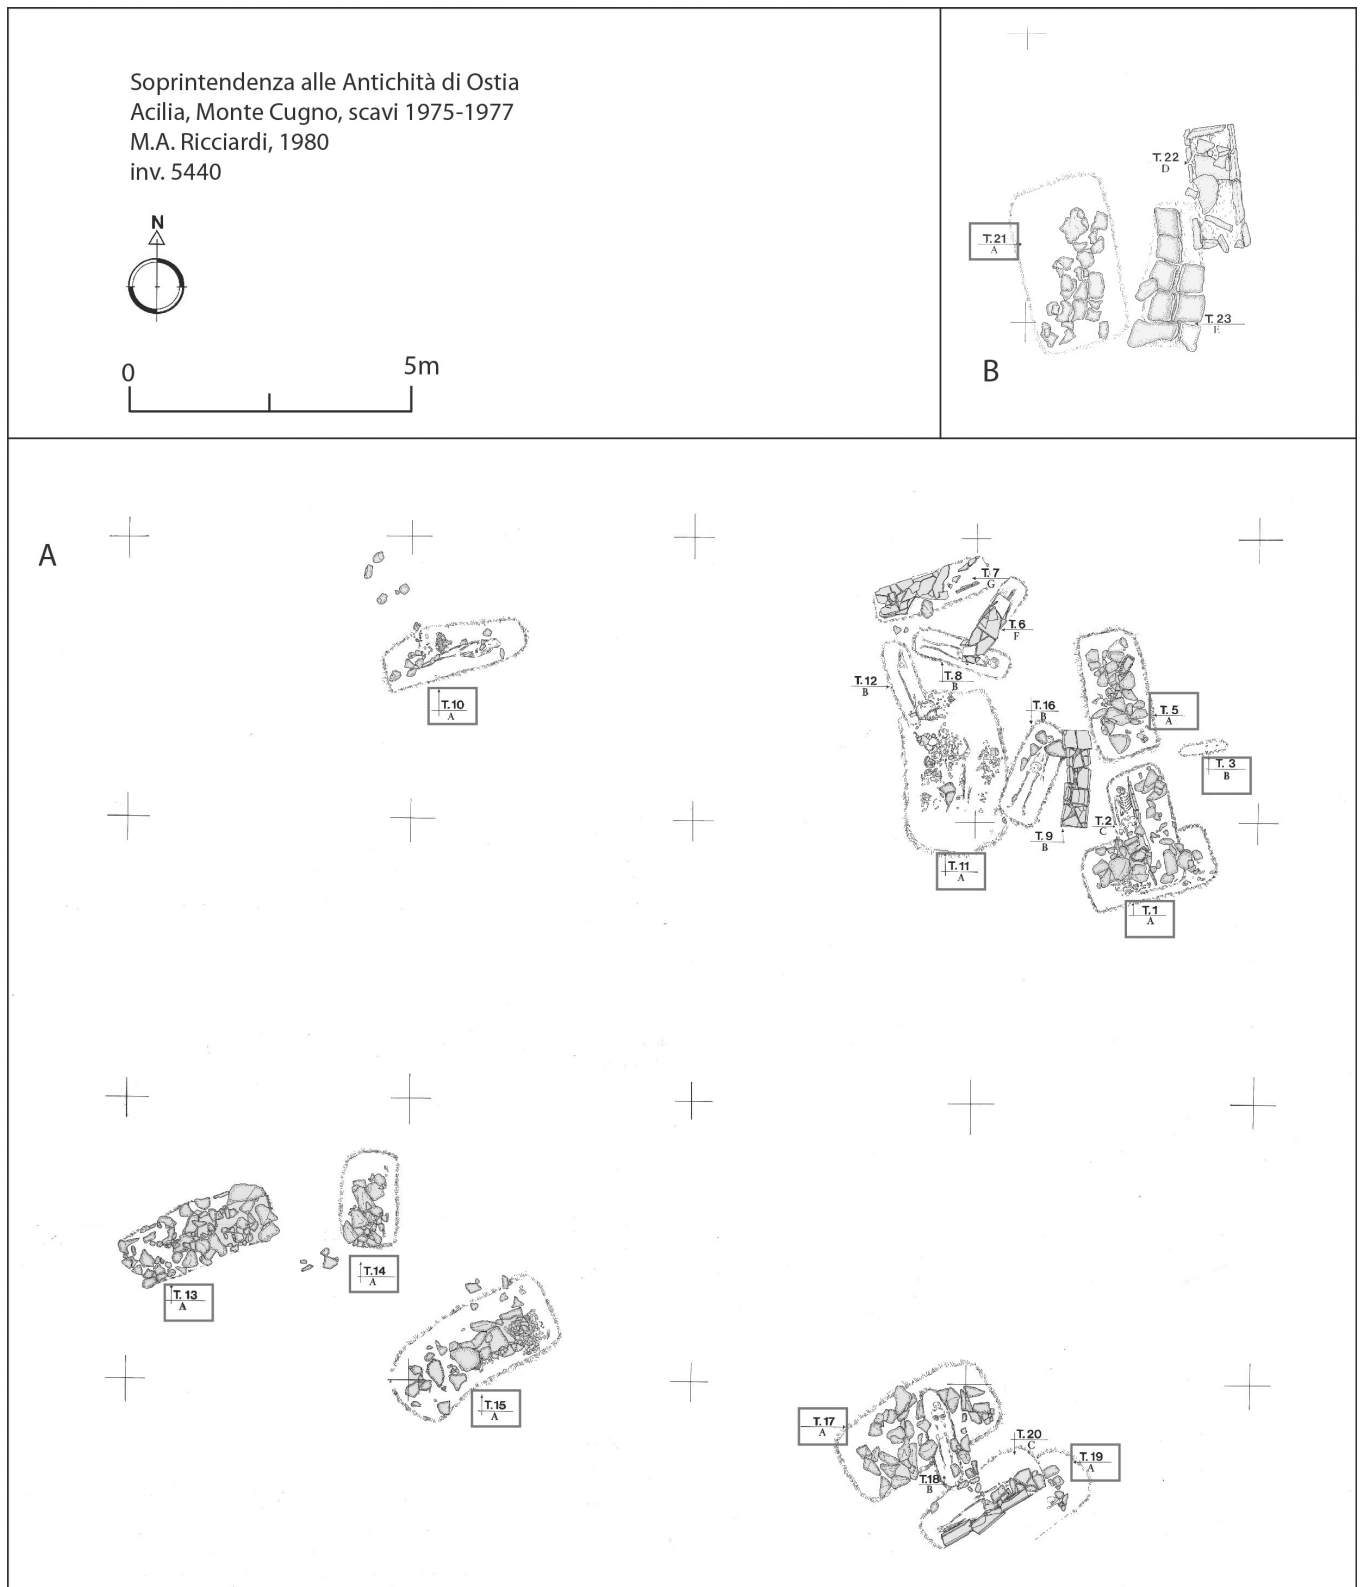 Soprintendenza alle Antichità di Ostia
Acilia, Monte Cugno, scavi 1975-1977
M.A. Ricciardi, 1980
inv. 5440
N
0
5m
T.22
D
T.21
A
T.23
E
B
A
T.7
G
T.6
F
T.8
B
T.12
B
T.10
A
T.16
B
T.5
A
T.3
B
T.2
C
T.9
B
T.11
A
T.1
A
T.14
A
T.13
A
T.15
A
T.17
A
T.20
C
T.19
A
T.18
B